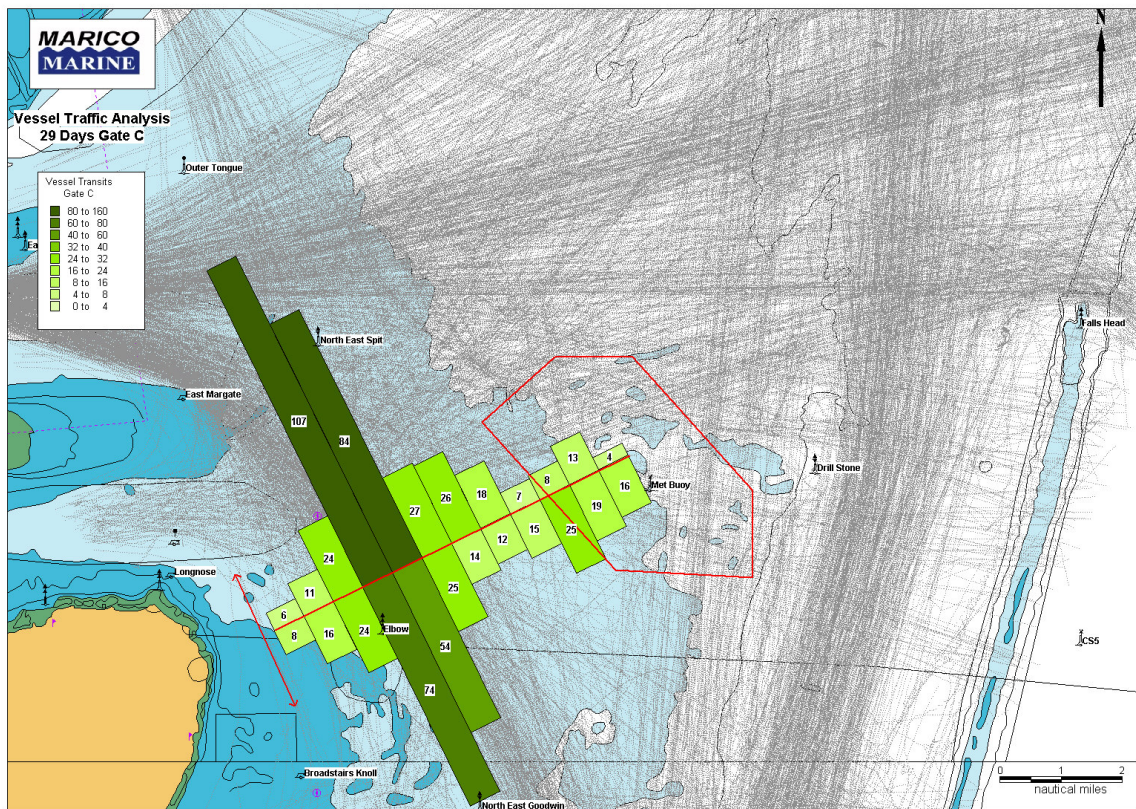 MARICO
MARINE
N
Vessel Traffic Analysis
29 Days Gate C
Outer Tongue
Vessel Transits
Gate C
80 to 160
60 to 80
40 to 60
32 to 40
24 to 32
16 to 24
8 to 16
4 to 8
0 to 4
Ea
Falls Head
North East Spit
East Margate
107
84
13
4
Drill Stone
26
18
8
16
Met Buoy
27
7
19
15
25
24
12
14
Longnose
25
11
6
24
Elbow
8
16
54
CS5
74
Broadstairs Knoll
0 1 2
nautical miles
North East Goodwin